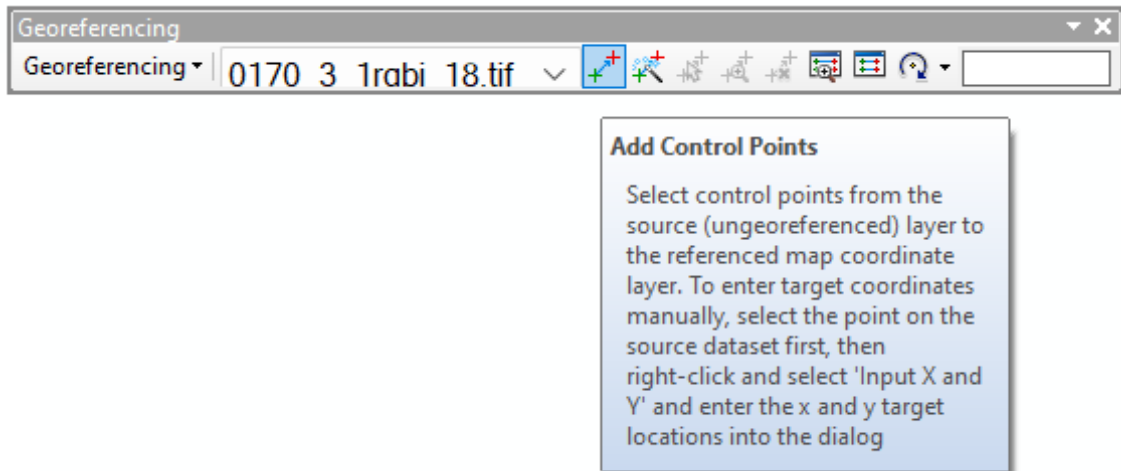 Georeferencing
Georeferencing
0170_3_1rabi_18.tif
Add Control Points
Select control points from the
source (ungeoreferenced) layer to
the referenced map coordinate
layer. To enter target coordinates
manually, select the point on the
source dataset first, then
right-click and select 'Input X and
Y' and enter the x and y target
locations into the dialog